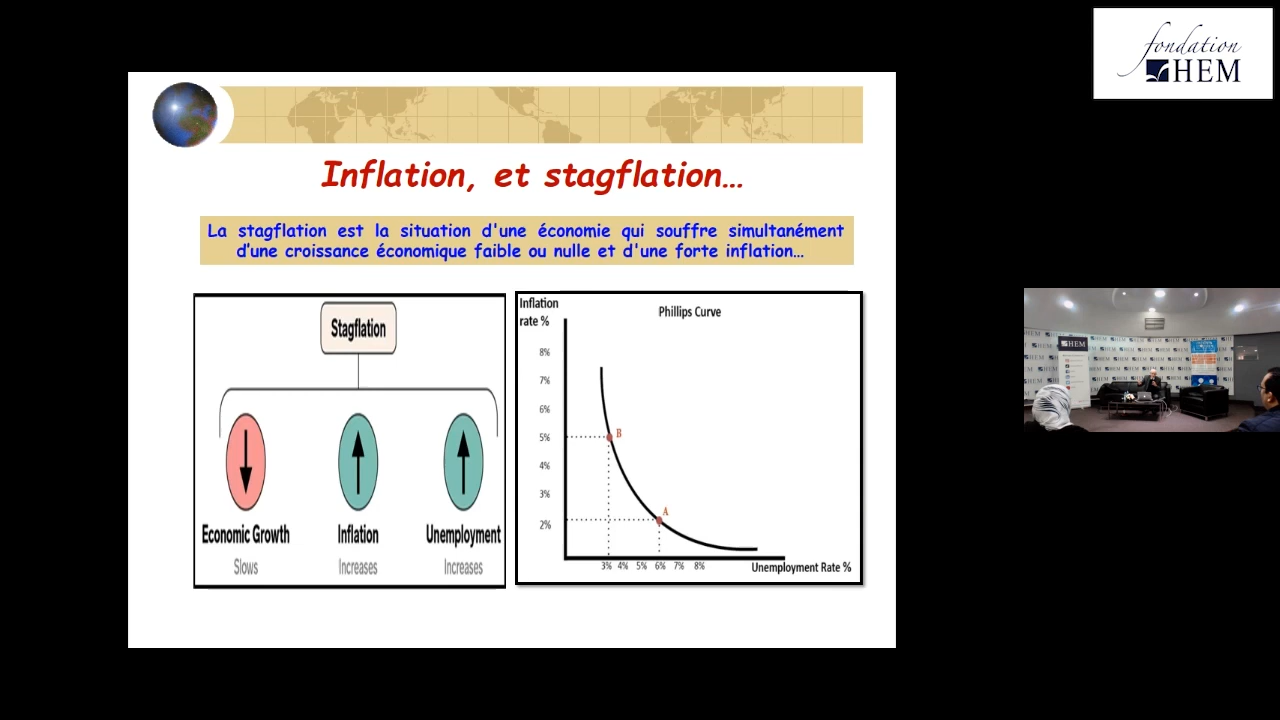 fondation
HEM
Inflation, et stagflation...
La stagflation est la situation d'une économie qui souffre simultanément
d'une croissance économique faible ou nulle et d'une forte inflation...
Stagflation
Economic Growth
Slows
Inflation
Increases
Unemployment
Increases
Inflation
rate %
Phillips Curve
8%
7%
6%
5%
4%
3%
2%
B
A
3% 4% 5% 6% 7% 8%
Unemployment Rate %
HEM